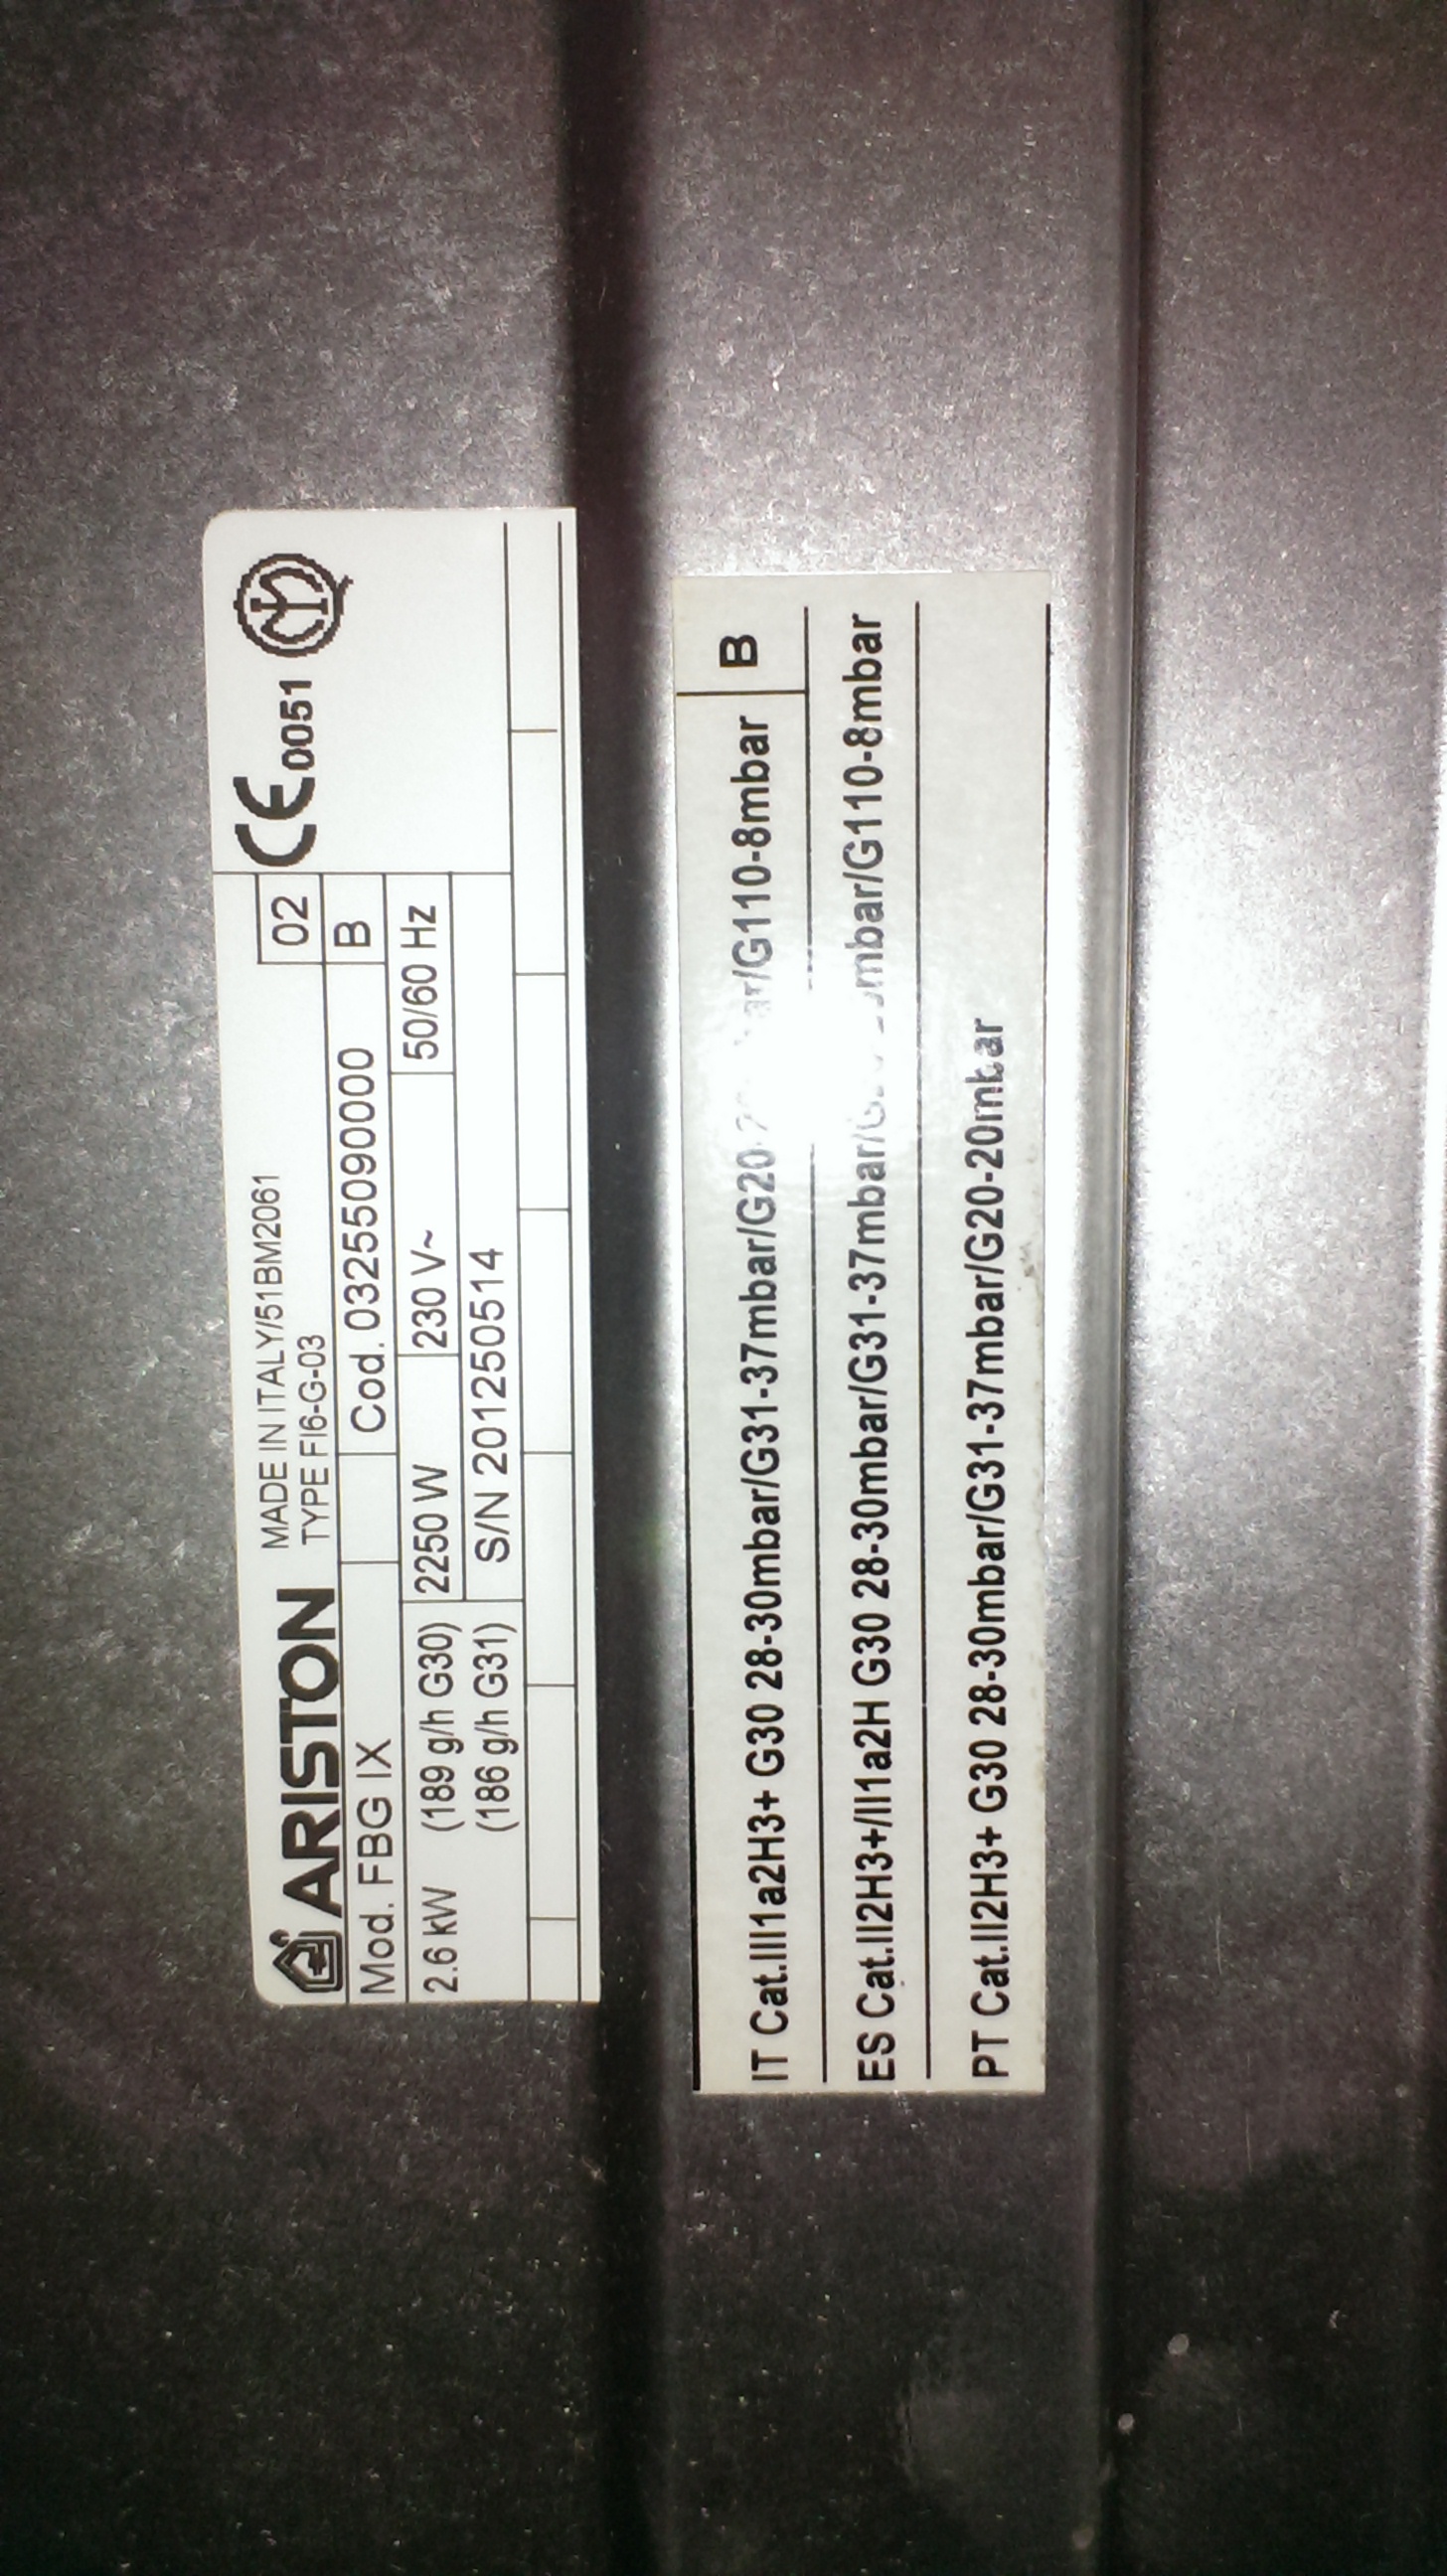 ARISTON
MADE IN ITALY/51BM2061
TYPE FI6-G-03
02
CE 0051
Mod. FBG IX
Cod. 03255090000
B
2.6 kW (189 g/h G30)
(186 g/h G31)
2250 W
230 V~
50/60 Hz
S/N 201250514
IT Cat.III1a2H3+ G30 28-30mbar/G31-37mbar/G20 /G110-8mbar
B
ES Cat.II2H3+/II1a2H G30 28-30mbar/G31-37mbar/ mbar/G110-8mbar
PT Cat.II2H3+ G30 28-30mbar/G31-37mbar/G20-20mbar